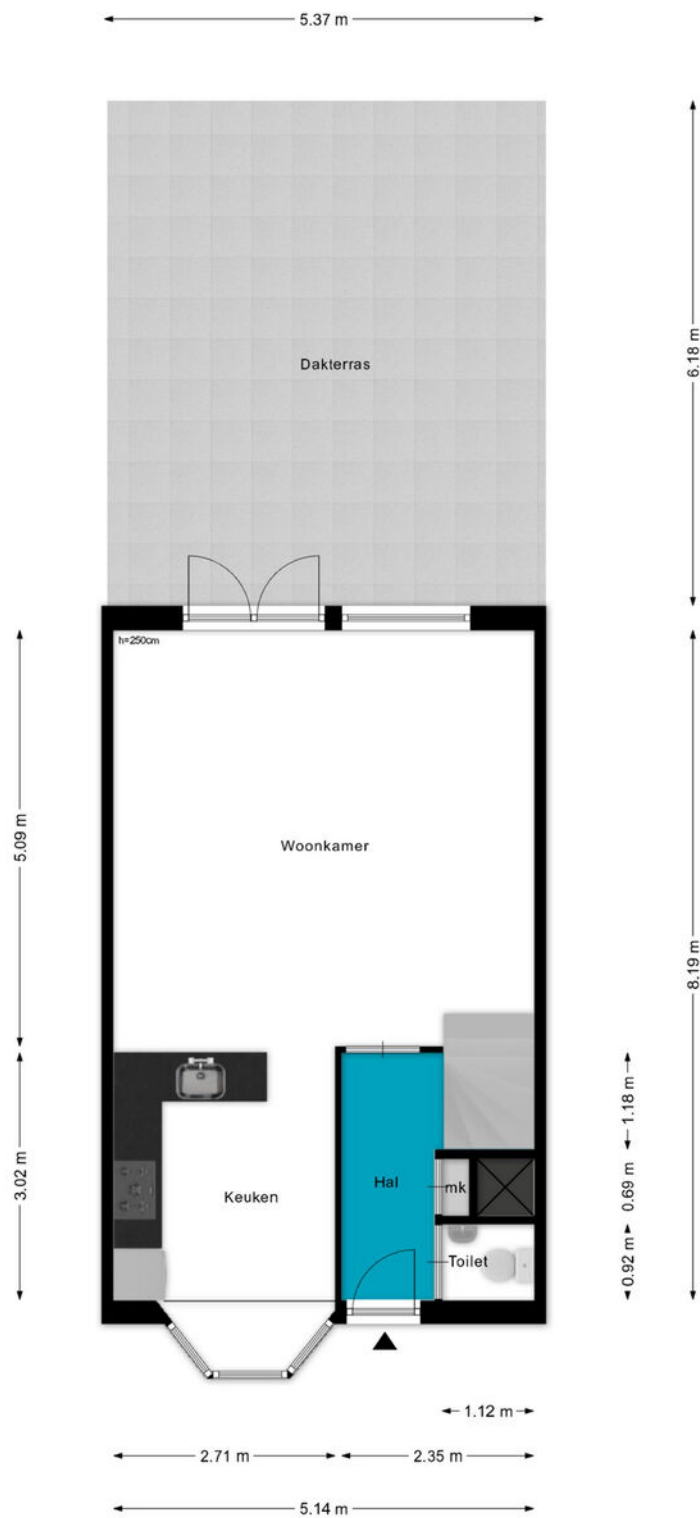 5.37 m
Dakterras
6.18 m
h=250cm
5.09 m
Woonkamer
8.19 m
3.02 m
Keuken
Hal
mk
Toilet
1.18 m
0.69 m
0.92 m
1.12 m
2.71 m
2.35 m
5.14 m